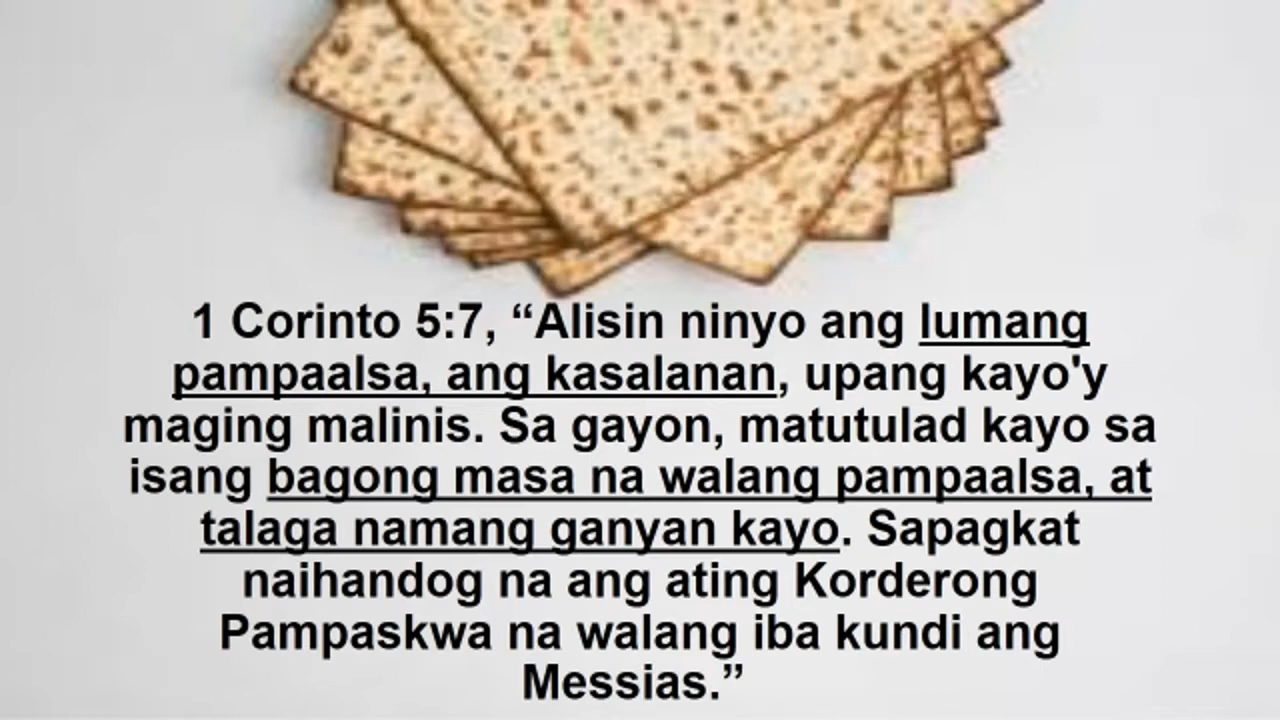 1 Corinto 5:7, “Alisin ninyo ang lumang
pampaalsa, ang kasalanan, upang kayo'y
maging malinis. Sa gayon, matutulad kayo sa
isang bagong masa na walang pampaalsa, at
talaga namang ganyan kayo. Sapagkat
naihandog na ang ating Korderong
Pampaskwa na walang iba kundi ang
Messias.”